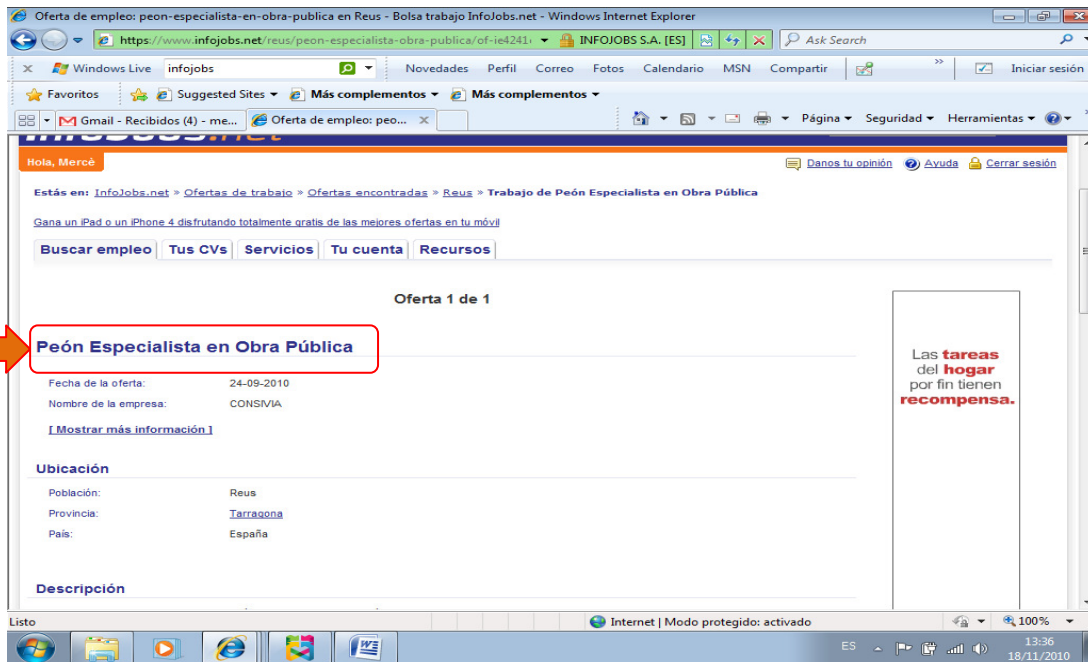 Oferta de empleo: peon-especialista-en-obra-publica en Reus - Bolsa trabajo InfoJobs.net - Windows Internet Explorer
https://www.infojobs.net/reus/peon-especialista-obra-publica/of-ie4241 INFOJOBS S.A. [ES] Ask Search
Windows Live infojobs Novedades Perfil Correo Fotos Calendario MSN Compartir » Iniciar sesión
Favoritos Suggested Sites Más complementos Más complementos
Gmail - Recibidos (4) - me... Oferta de empleo: peo... Página Seguridad Herramientas
Hola, Mercè Danos tu opinión Ayuda Cerrar sesión
Estás en: InfoJobs.net » Ofertas de trabajo » Ofertas encontradas » Reus » Trabajo de Peón Especialista en Obra Pública
Gana un iPad o un iPhone 4 disfrutando totalmente gratis de las mejores ofertas en tu móvil
Buscar empleo Tus CVs Servicios Tu cuenta Recursos
Oferta 1 de 1
Peón Especialista en Obra Pública
Fecha de la oferta: 24-09-2010
Nombre de la empresa: CONSIVIA
[ Mostrar más información ]
Ubicación
Población: Reus
Provincia: Tarragona
País: España
Descripción
Las tareas
del hogar
por fin tienen
recompensa.
Listo Internet | Modo protegido: activado 100%
ES 13:36
18/11/2010